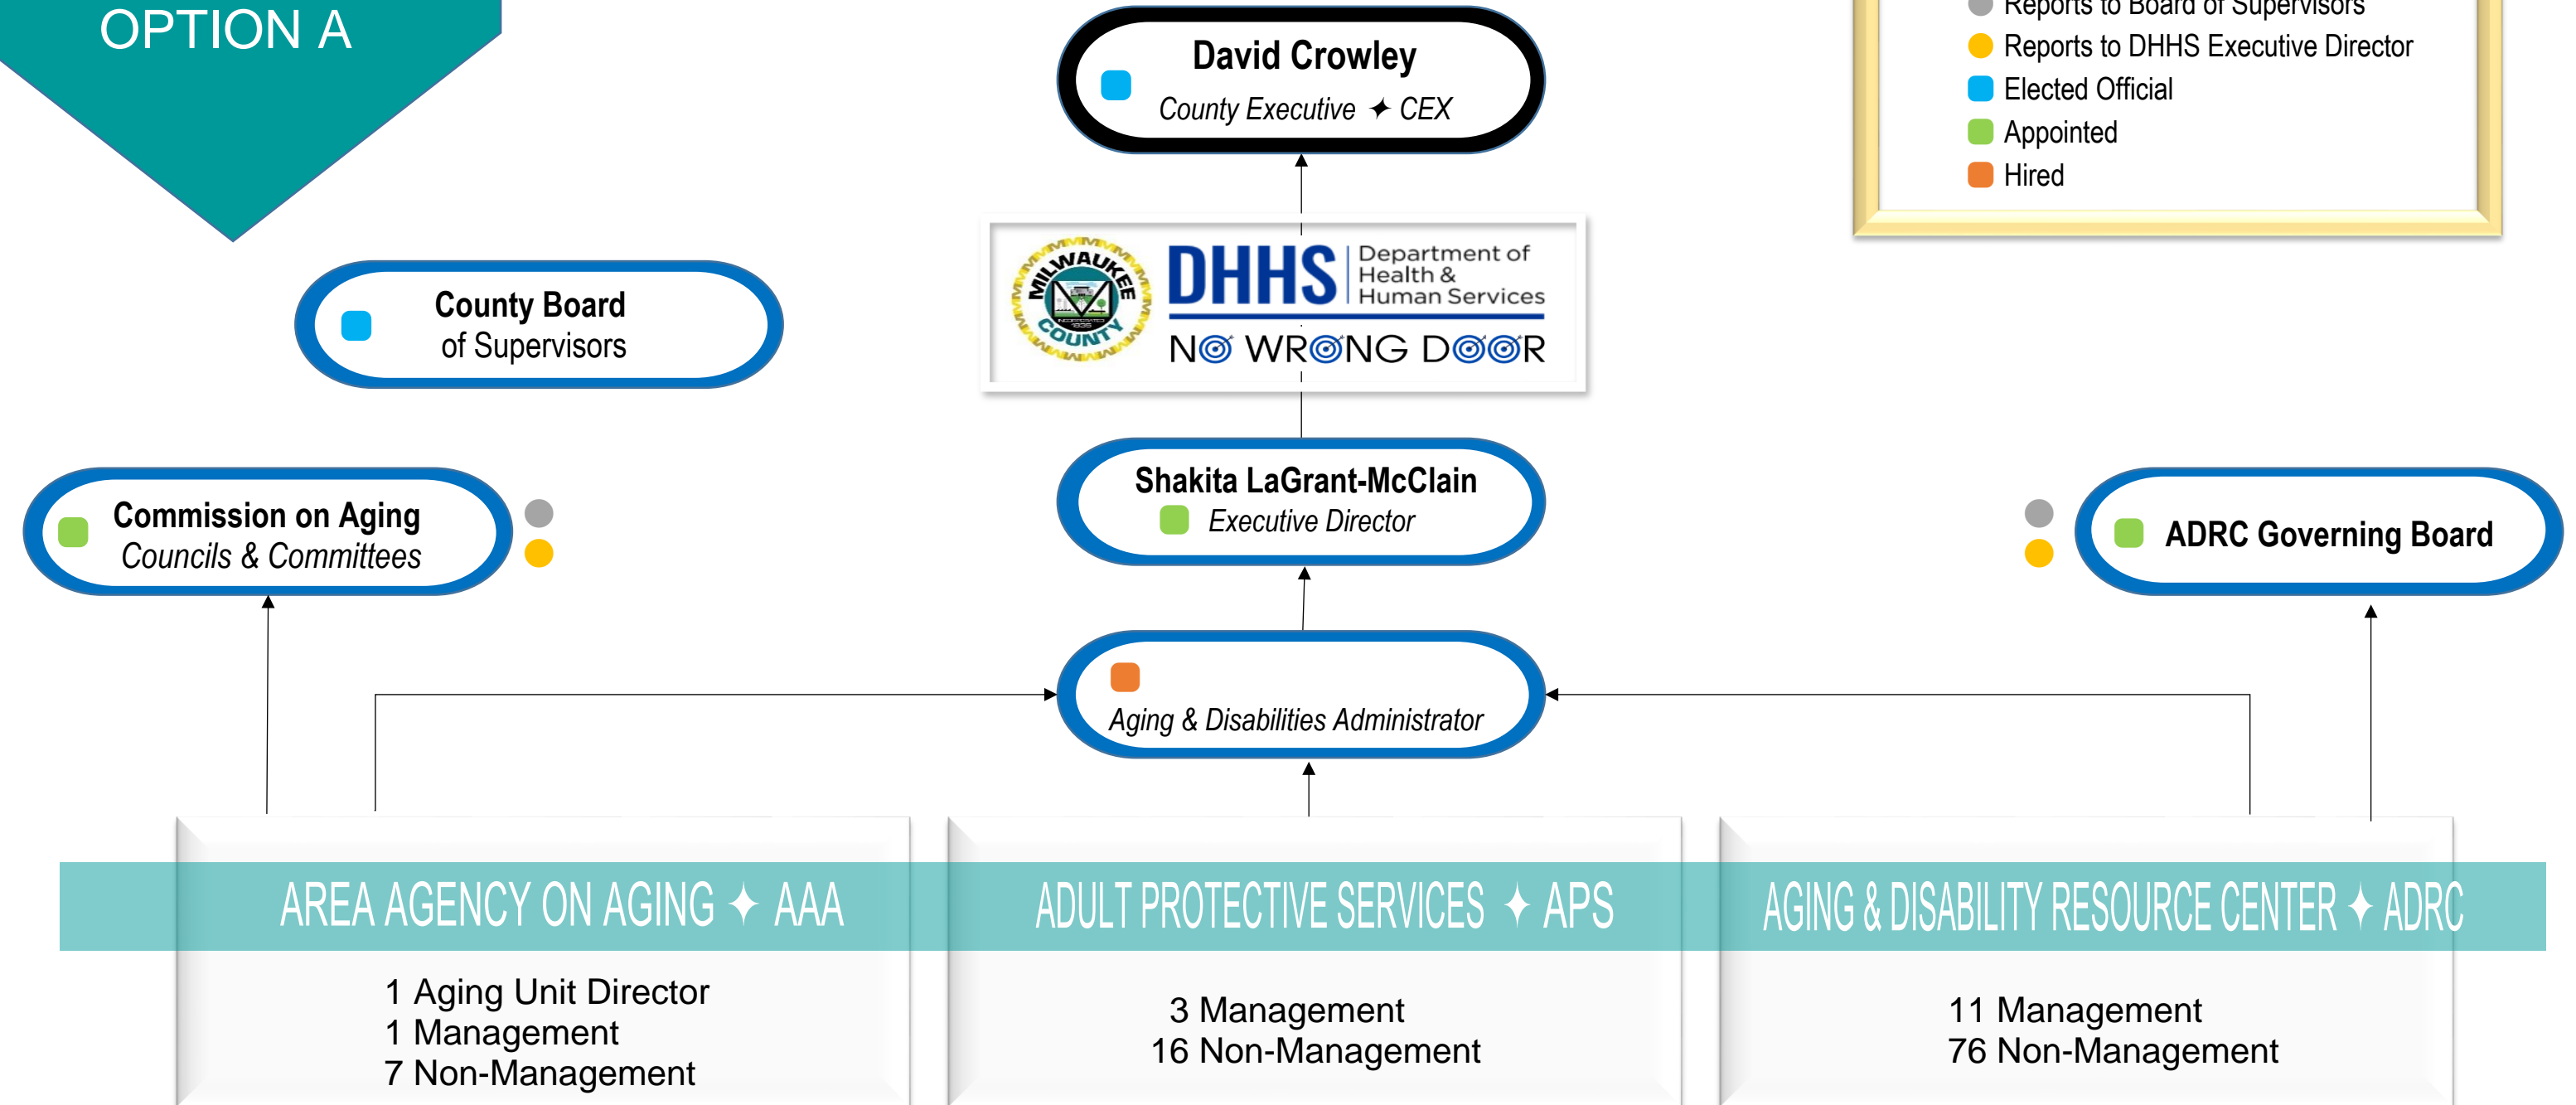 OPTION A
David Crowley
County Executive ✦ CEX
Reports to Board of Supervisors
Reports to DHHS Executive Director
Elected Official
Appointed
Hired
MILWAUKEE
COUNTY
DHHS
Department of
Health &
Human Services
NO WRONG DOOR
County Board
of Supervisors
Commission on Aging
Councils & Committees
Shakita LaGrant-McClain
Executive Director
ADRC Governing Board
Aging & Disabilities Administrator
AREA AGENCY ON AGING ✦ AAA
1 Aging Unit Director
1 Management
7 Non-Management
ADULT PROTECTIVE SERVICES ✦ APS
3 Management
16 Non-Management
AGING & DISABILITY RESOURCE CENTER ✦ ADRC
11 Management
76 Non-Management